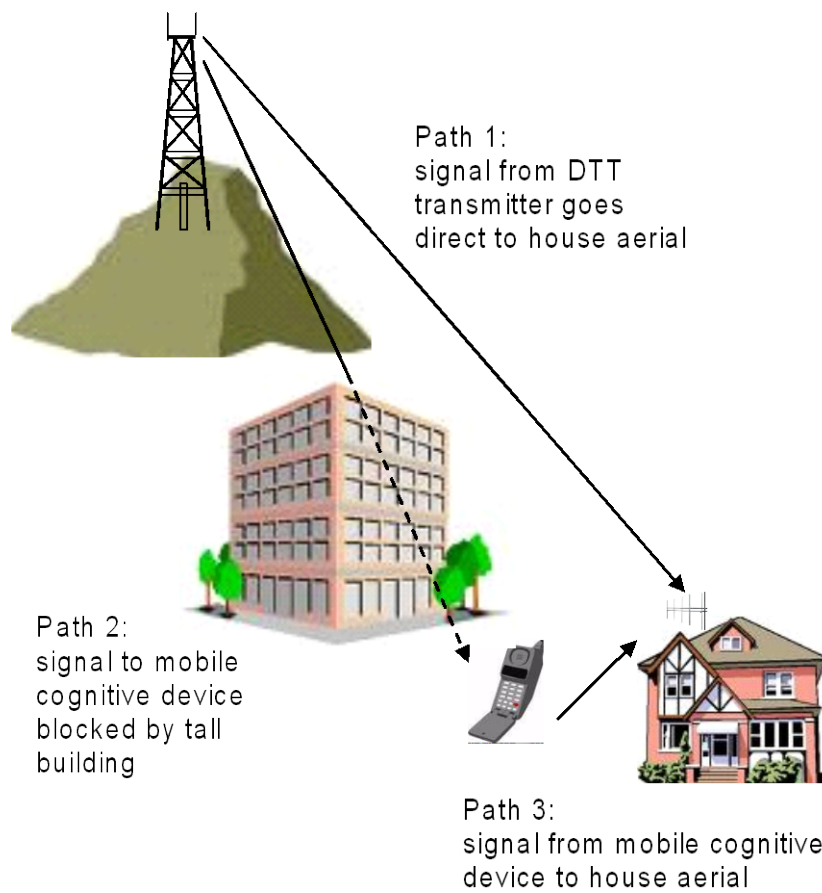 Path 1:
signal from DTT
transmitter goes
direct to house aerial
Path 2:
signal to mobile
cognitive device
blocked by tall
building
Path 3:
signal from mobile cognitive
device to house aerial